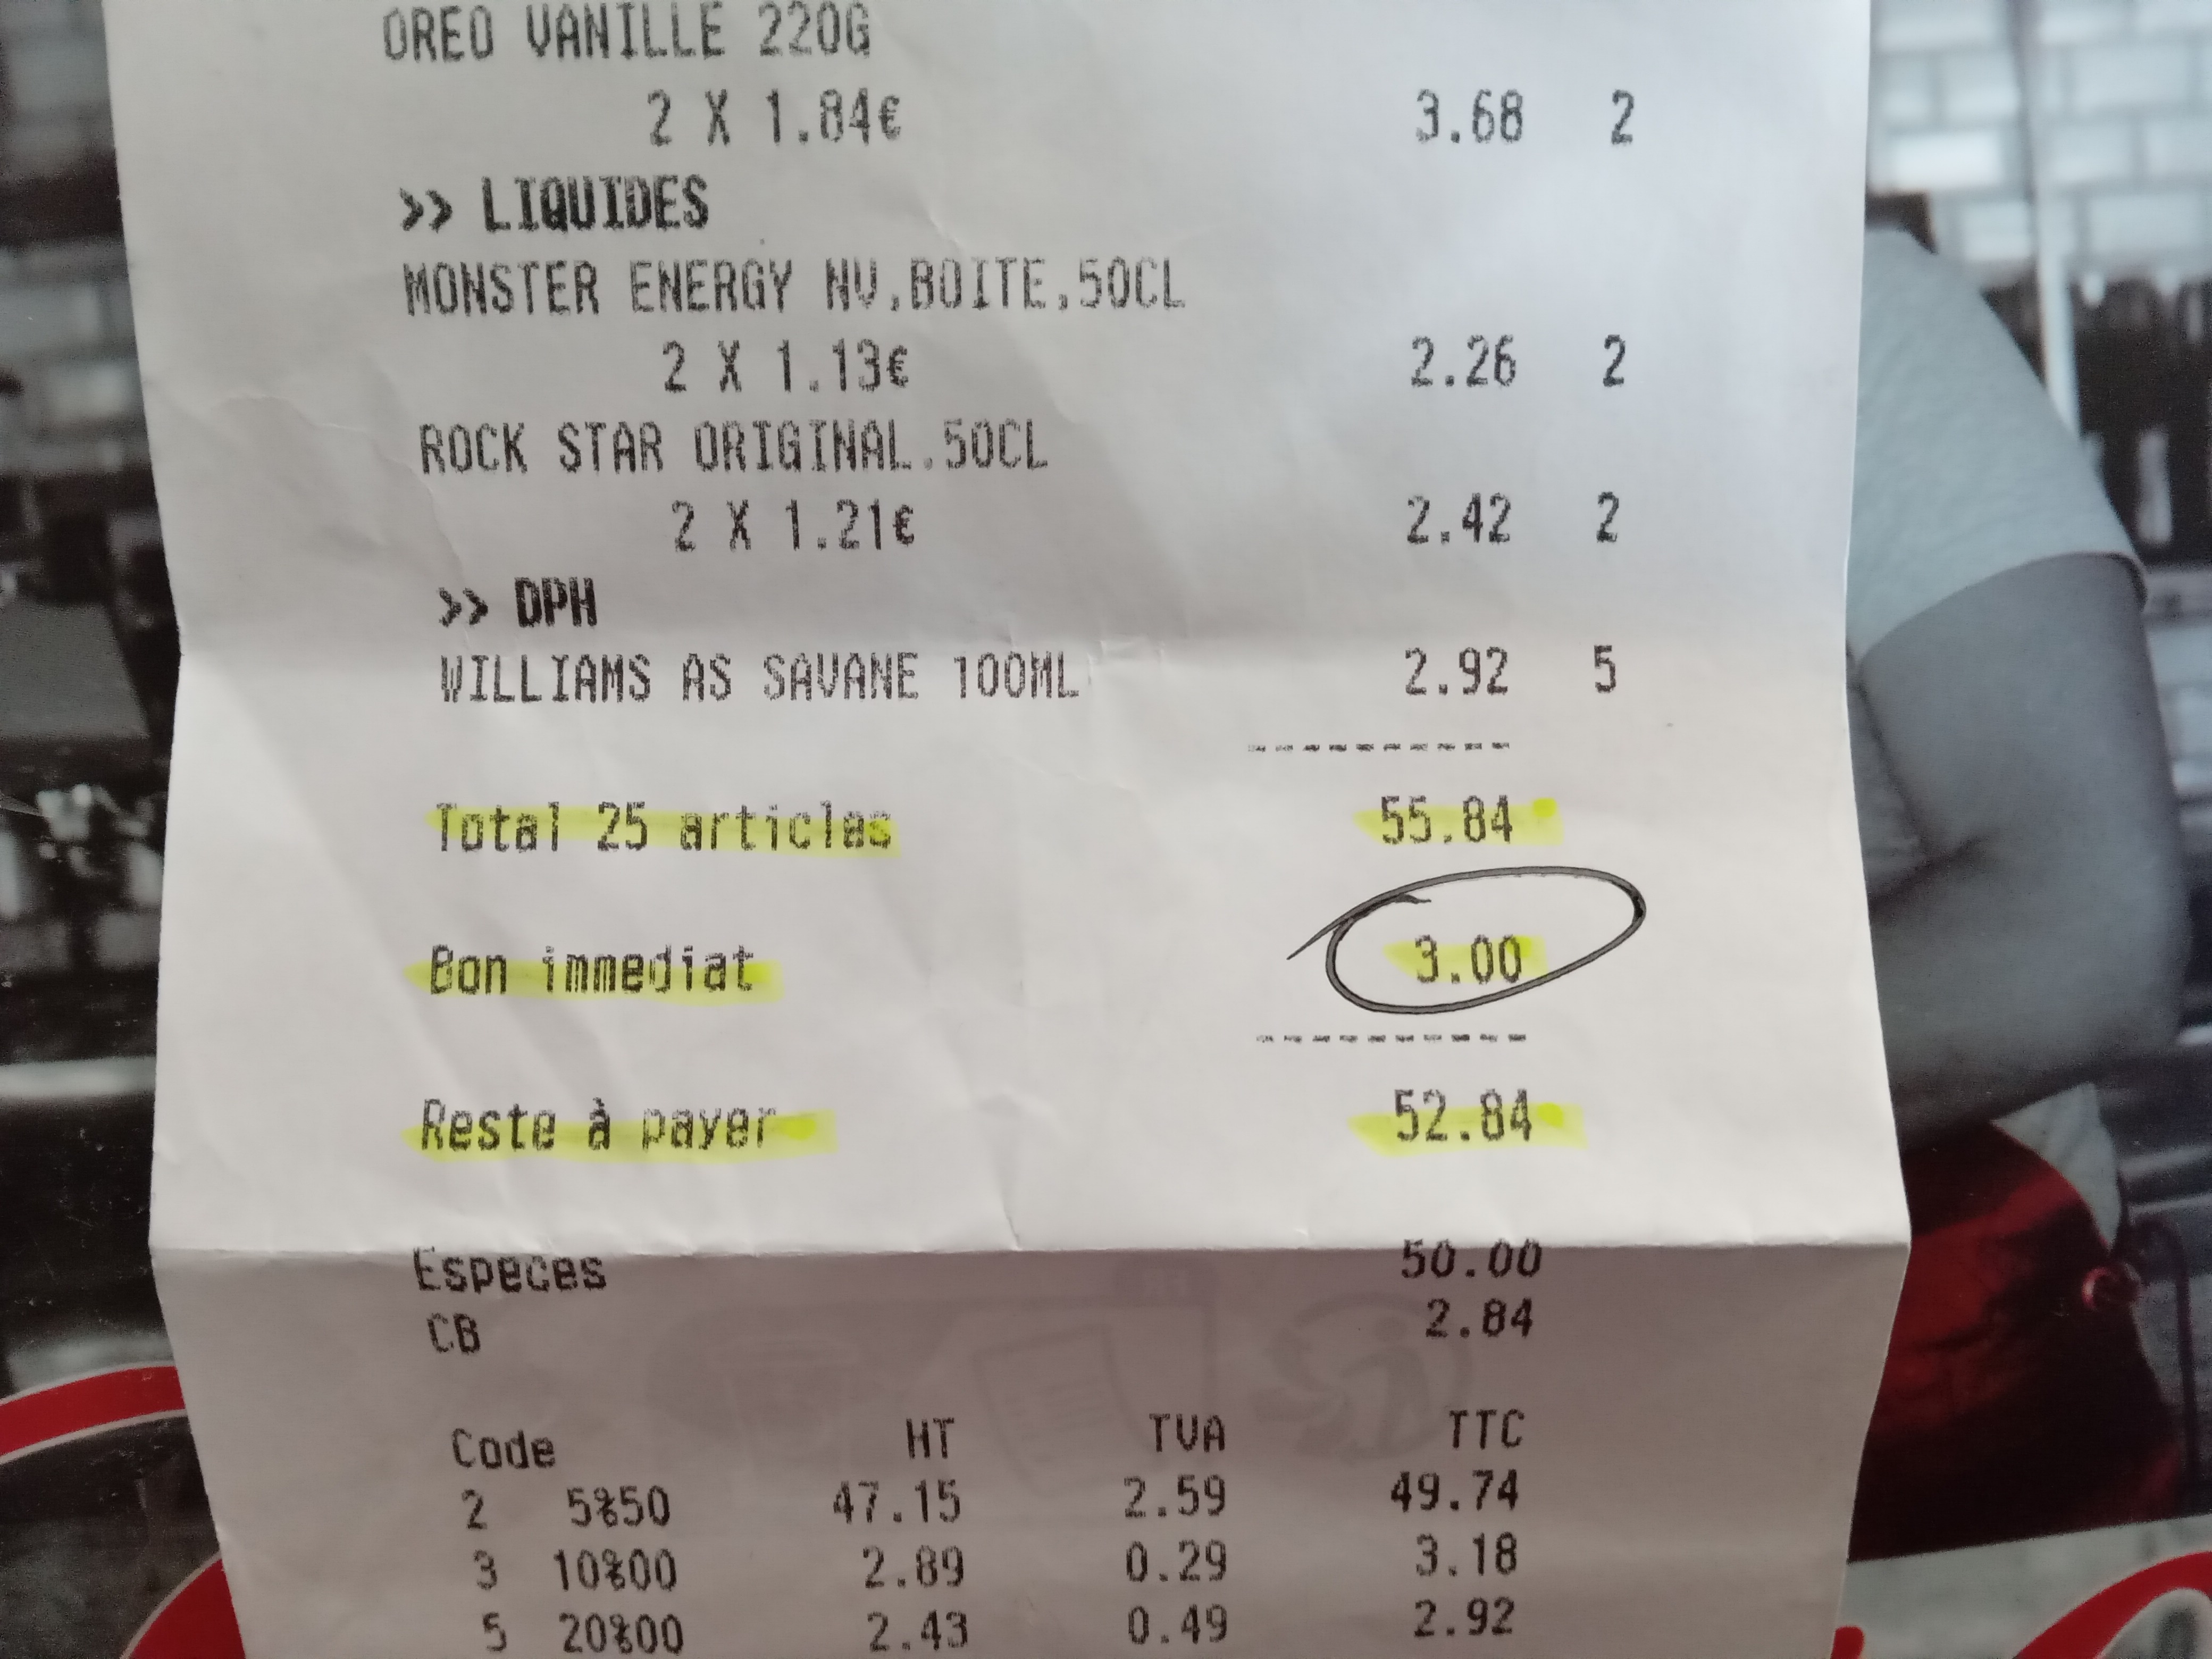 OREO VANILLE 220G
2 X 1.84€ 3.68 2
>> LIQUIDES
MONSTER ENERGY NV.BOITE.50CL
2 X 1.13€ 2.26 2
ROCK STAR ORIGINAL.50CL
2 X 1.21€ 2.42 2
>> DPH
WILLIAMS AS SAVANE 100ML 2.92 5
-----------
Total 25 articles 55.84
Bon immediat 3.00
-----------
Reste à payer 52.84
Especes 50.00
CB 2.84
Code HT TVA TTC
2 5%50 47.15 2.59 49.74
3 10%00 2.89 0.29 3.18
5 20%00 2.43 0.49 2.92